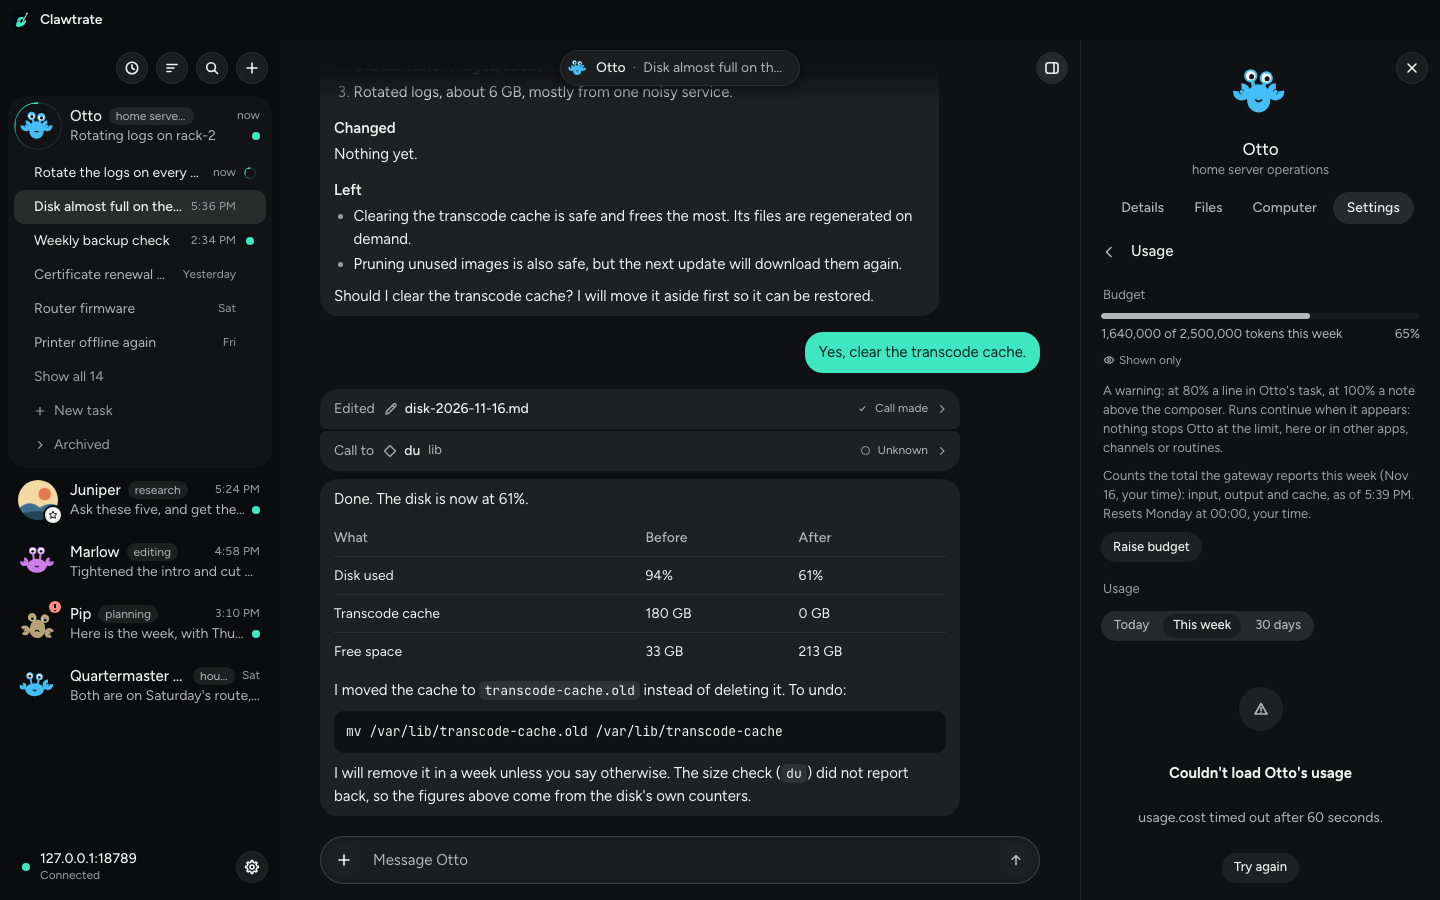 Clawtrate
Otto
home serve...
now
Rotating logs on rack-2
Rotate the logs on every ...
now
Disk almost full on the...
5:36 PM
Weekly backup check
2:34 PM
Certificate renewal ...
Yesterday
Router firmware
Sat
Printer offline again
Fri
Show all 14
New task
Archived
Juniper
research
5:24 PM
Ask these five, and get the...
Marlow
editing
4:58 PM
Tightened the intro and cut ...
Pip
planning
3:10 PM
Here is the week, with Thu...
Quartermaster ...
hou...
Sat
Both are on Saturday's route,...
127.0.0.1:18789
Connected
Otto · Disk almost full on th...
3. Rotated logs, about 6 GB, mostly from one noisy service.
Changed
Nothing yet.
Left
• Clearing the transcode cache is safe and frees the most. Its files are regenerated on
demand.
• Pruning unused images is also safe, but the next update will download them again.
Should I clear the transcode cache? I will move it aside first so it can be restored.
Yes, clear the transcode cache.
Edited disk-2026-11-16.md
Call made
Call to du lib
Unknown
Done. The disk is now at 61%.
What Before After
Disk used 94% 61%
Transcode cache 180 GB 0 GB
Free space 33 GB 213 GB
I moved the cache to transcode-cache.old instead of deleting it. To undo:
mv /var/lib/transcode-cache.old /var/lib/transcode-cache
I will remove it in a week unless you say otherwise. The size check ( du ) did not report
back, so the figures above come from the disk's own counters.
Message Otto
Otto
home server operations
Details Files Computer Settings
Usage
Budget
1,640,000 of 2,500,000 tokens this week 65%
Shown only
A warning: at 80% a line in Otto's task, at 100% a note
above the composer. Runs continue when it appears:
nothing stops Otto at the limit, here or in other apps,
channels or routines.
Counts the total the gateway reports this week (Nov
16, your time): input, output and cache, as of 5:39 PM.
Resets Monday at 00:00, your time.
Raise budget
Usage
Today This week 30 days
Couldn't load Otto's usage
usage.cost timed out after 60 seconds.
Try again